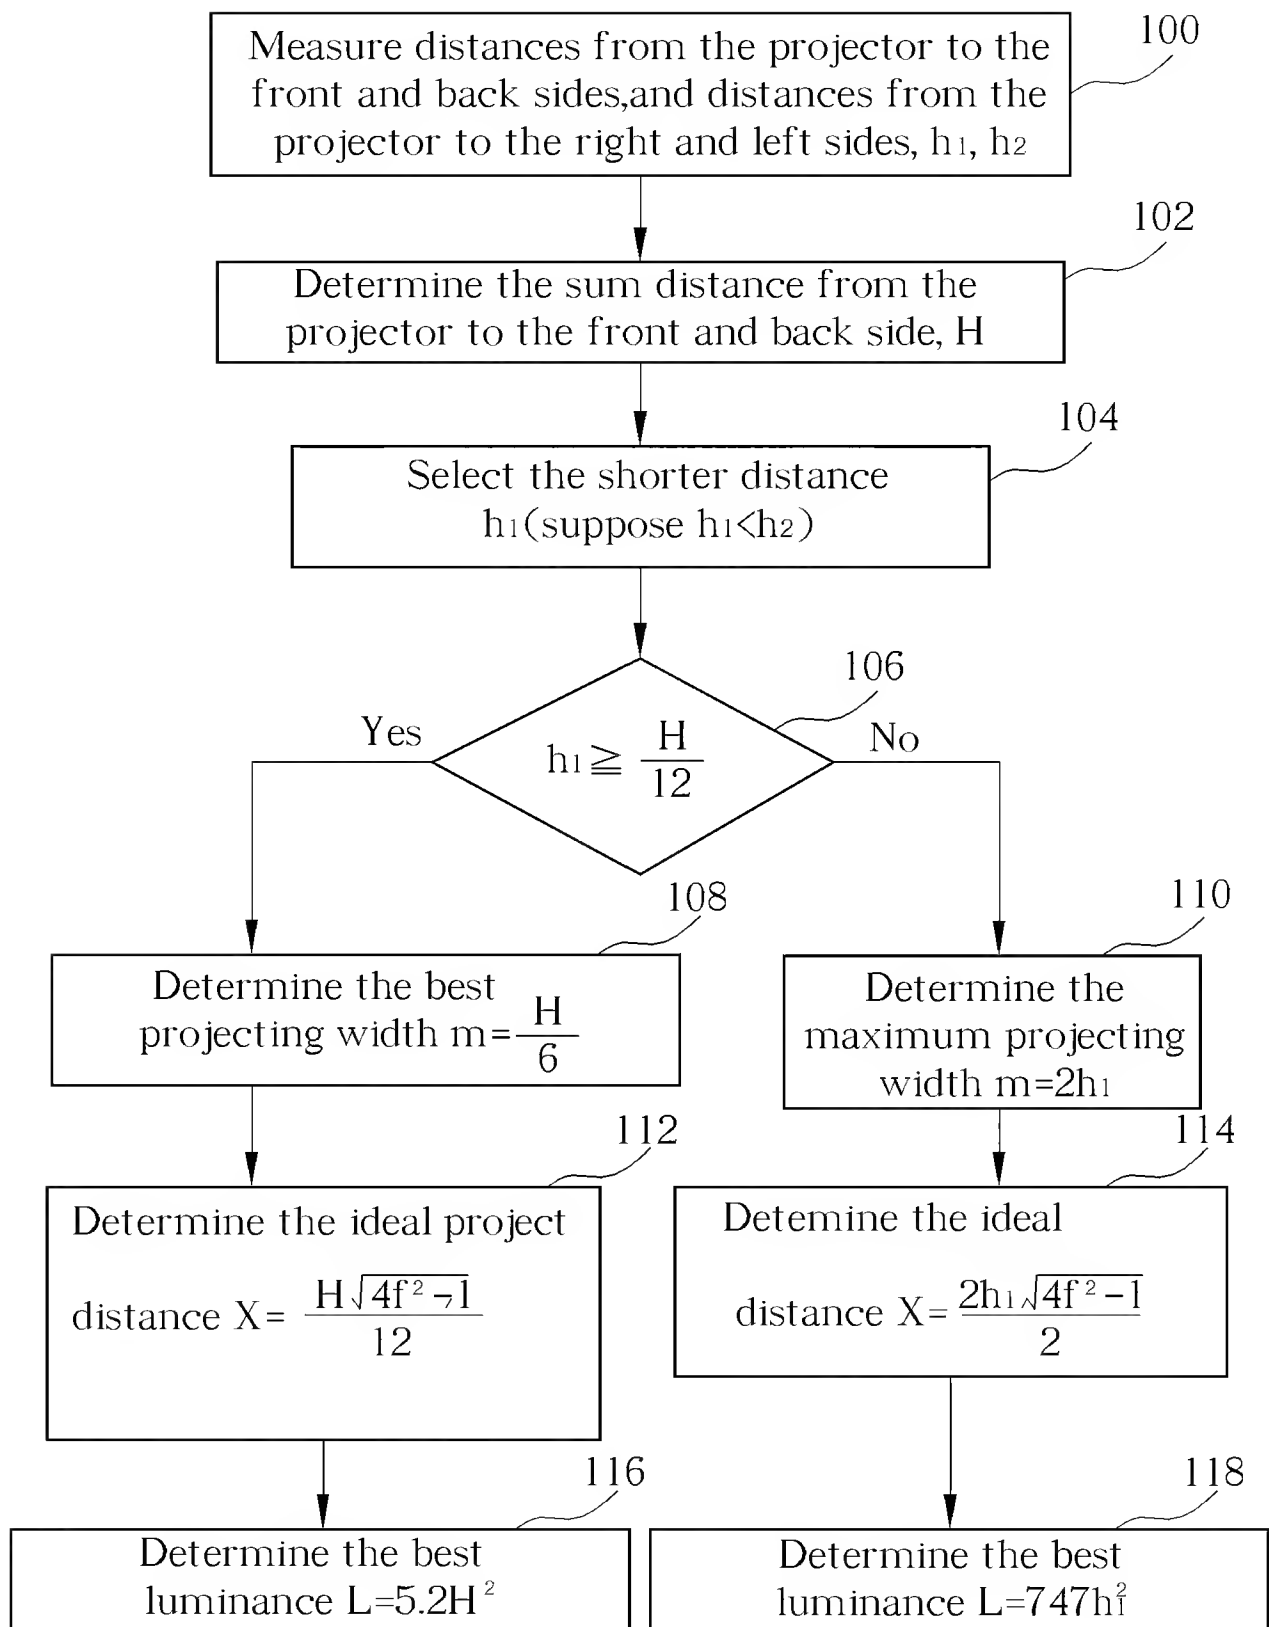 100
Measure distances from the projector to the
front and back sides,and distances from the
projector to the right and left sides, h₁, h₂
102
Determine the sum distance from the
projector to the front and back side, H
104
Select the shorter distance
h₁(suppose h₁<h₂)
106
Yes
No
h₁≧ H/12
108
Determine the best
projecting width m=H/6
110
Determine the
maximum projecting
width m=2h₁
112
Determine the ideal project
distance X= H√(4f²-1)/12
114
Detemine the ideal
distance X= 2h₁√(4f²-1)/2
116
Determine the best
luminance L=5.2H²
118
Determine the best
luminance L=747h₁²